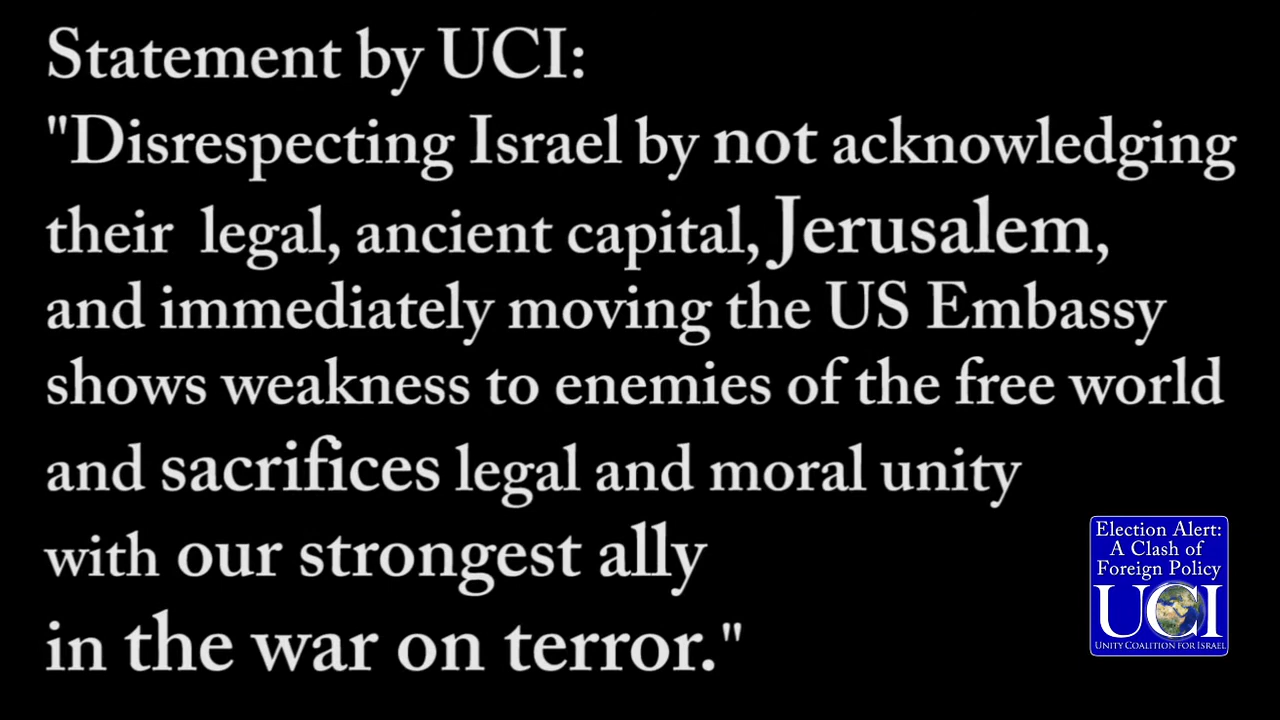 Statement by UCI:
"Disrespecting Israel by not acknowledging
their legal, ancient capital, Jerusalem,
and immediately moving the US Embassy
shows weakness to enemies of the free world
and sacrifices legal and moral unity
with our strongest ally
in the war on terror."
Election Alert:
A Clash of
Foreign Policy
UCI
UNITY COALITION FOR ISRAEL